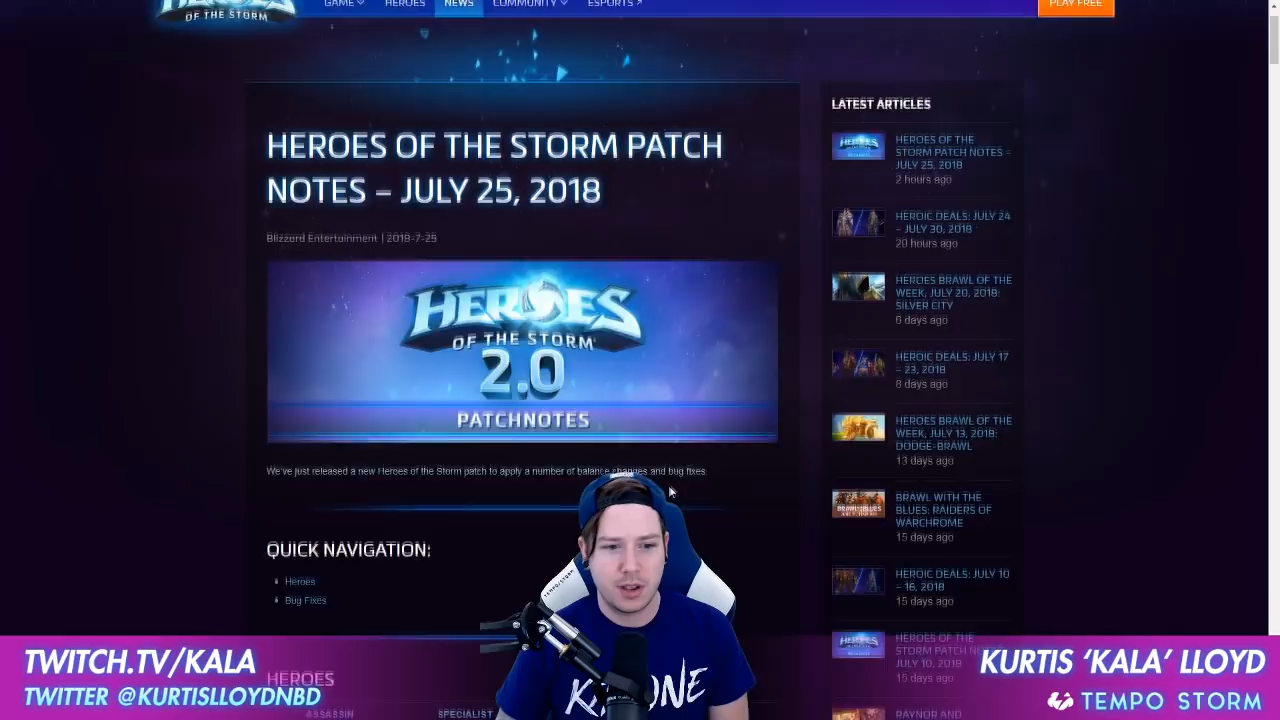 HEROES
OF THE STORM
GAME HEROES NEWS COMMUNITY ESPORTS
PLAY FREE
HEROES OF THE STORM PATCH
NOTES – JULY 25, 2018
Blizzard Entertainment | 2018-7-25
HEROES
OF THE STORM
2.0
PATCHNOTES
We've just released a new Heroes of the Storm patch to apply a number of balance changes and bug fixes.
QUICK NAVIGATION:
Heroes
Bug Fixes
HEROES
ASSASSIN SPECIALIST
LATEST ARTICLES
HEROES OF THE
STORM PATCH NOTES –
JULY 25, 2018
2 hours ago
HEROIC DEALS: JULY 24
– JULY 30, 2018
20 hours ago
HEROES BRAWL OF THE
WEEK, JULY 20, 2018:
SILVER CITY
6 days ago
HEROIC DEALS: JULY 17
– 23, 2018
8 days ago
HEROES BRAWL OF THE
WEEK, JULY 13, 2018:
DODGE-BRAWL
13 days ago
BRAWL WITH THE
BLUES: RAIDERS OF
WARCHROME
15 days ago
HEROIC DEALS: JULY 10
– 16, 2018
15 days ago
HEROES OF THE
STORM PATCH
JULY 10, 2018
15 days ago
RAYNOR AND
TEMPO STORM
TWITCH.TV/KALA
TWITTER @KURTISLLOYDNBD
KURTIS 'KALA' LLOYD
TEMPO STORM